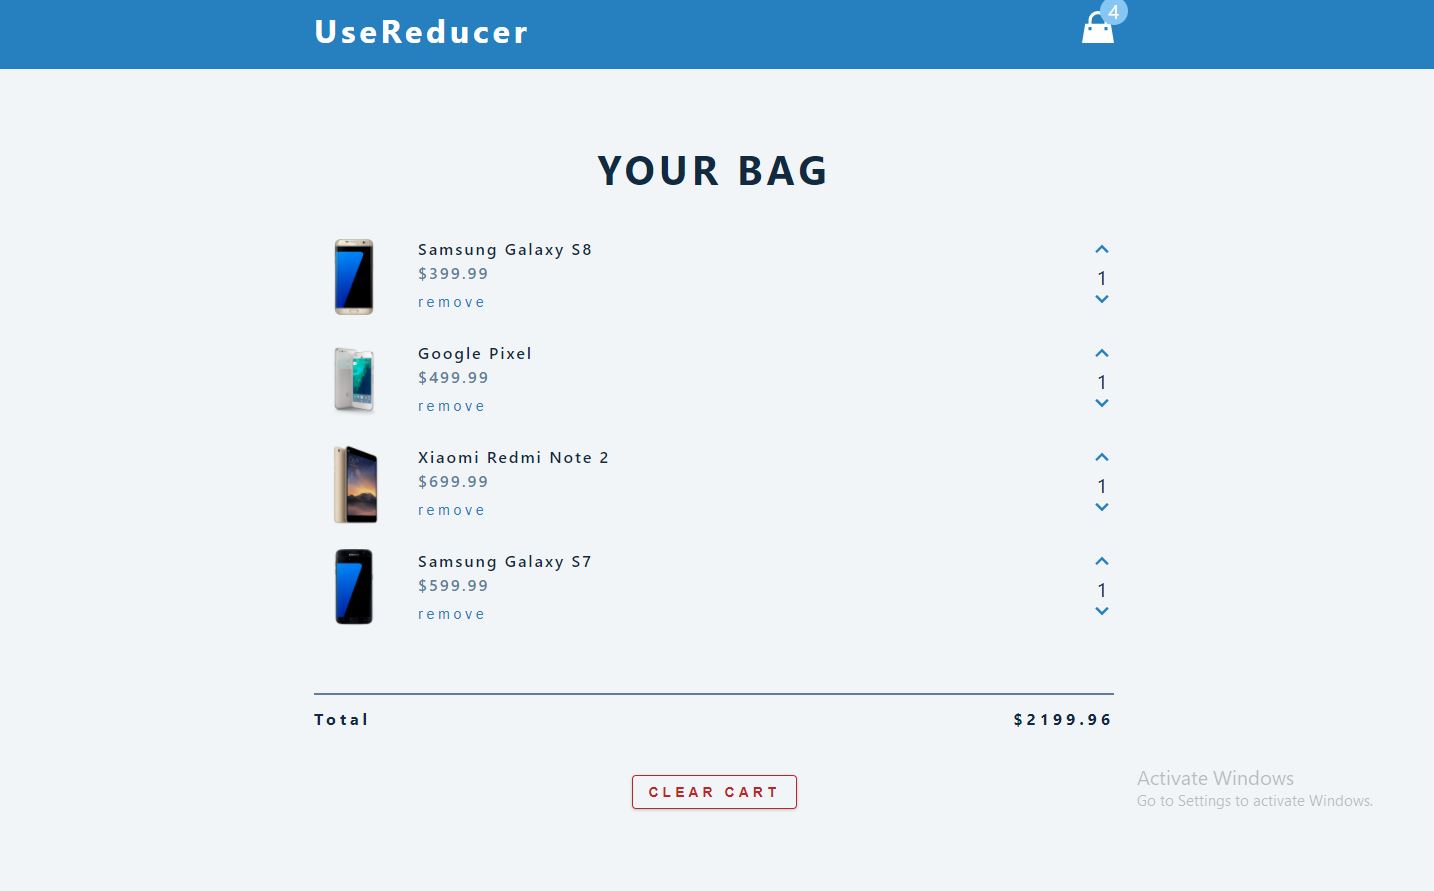 UseReducer
4
YOUR BAG
Samsung Galaxy S8
$399.99
remove
1
Google Pixel
$499.99
remove
1
Xiaomi Redmi Note 2
$699.99
remove
1
Samsung Galaxy S7
$599.99
remove
1
Total $2199.96
CLEAR CART
Activate Windows
Go to Settings to activate Windows.